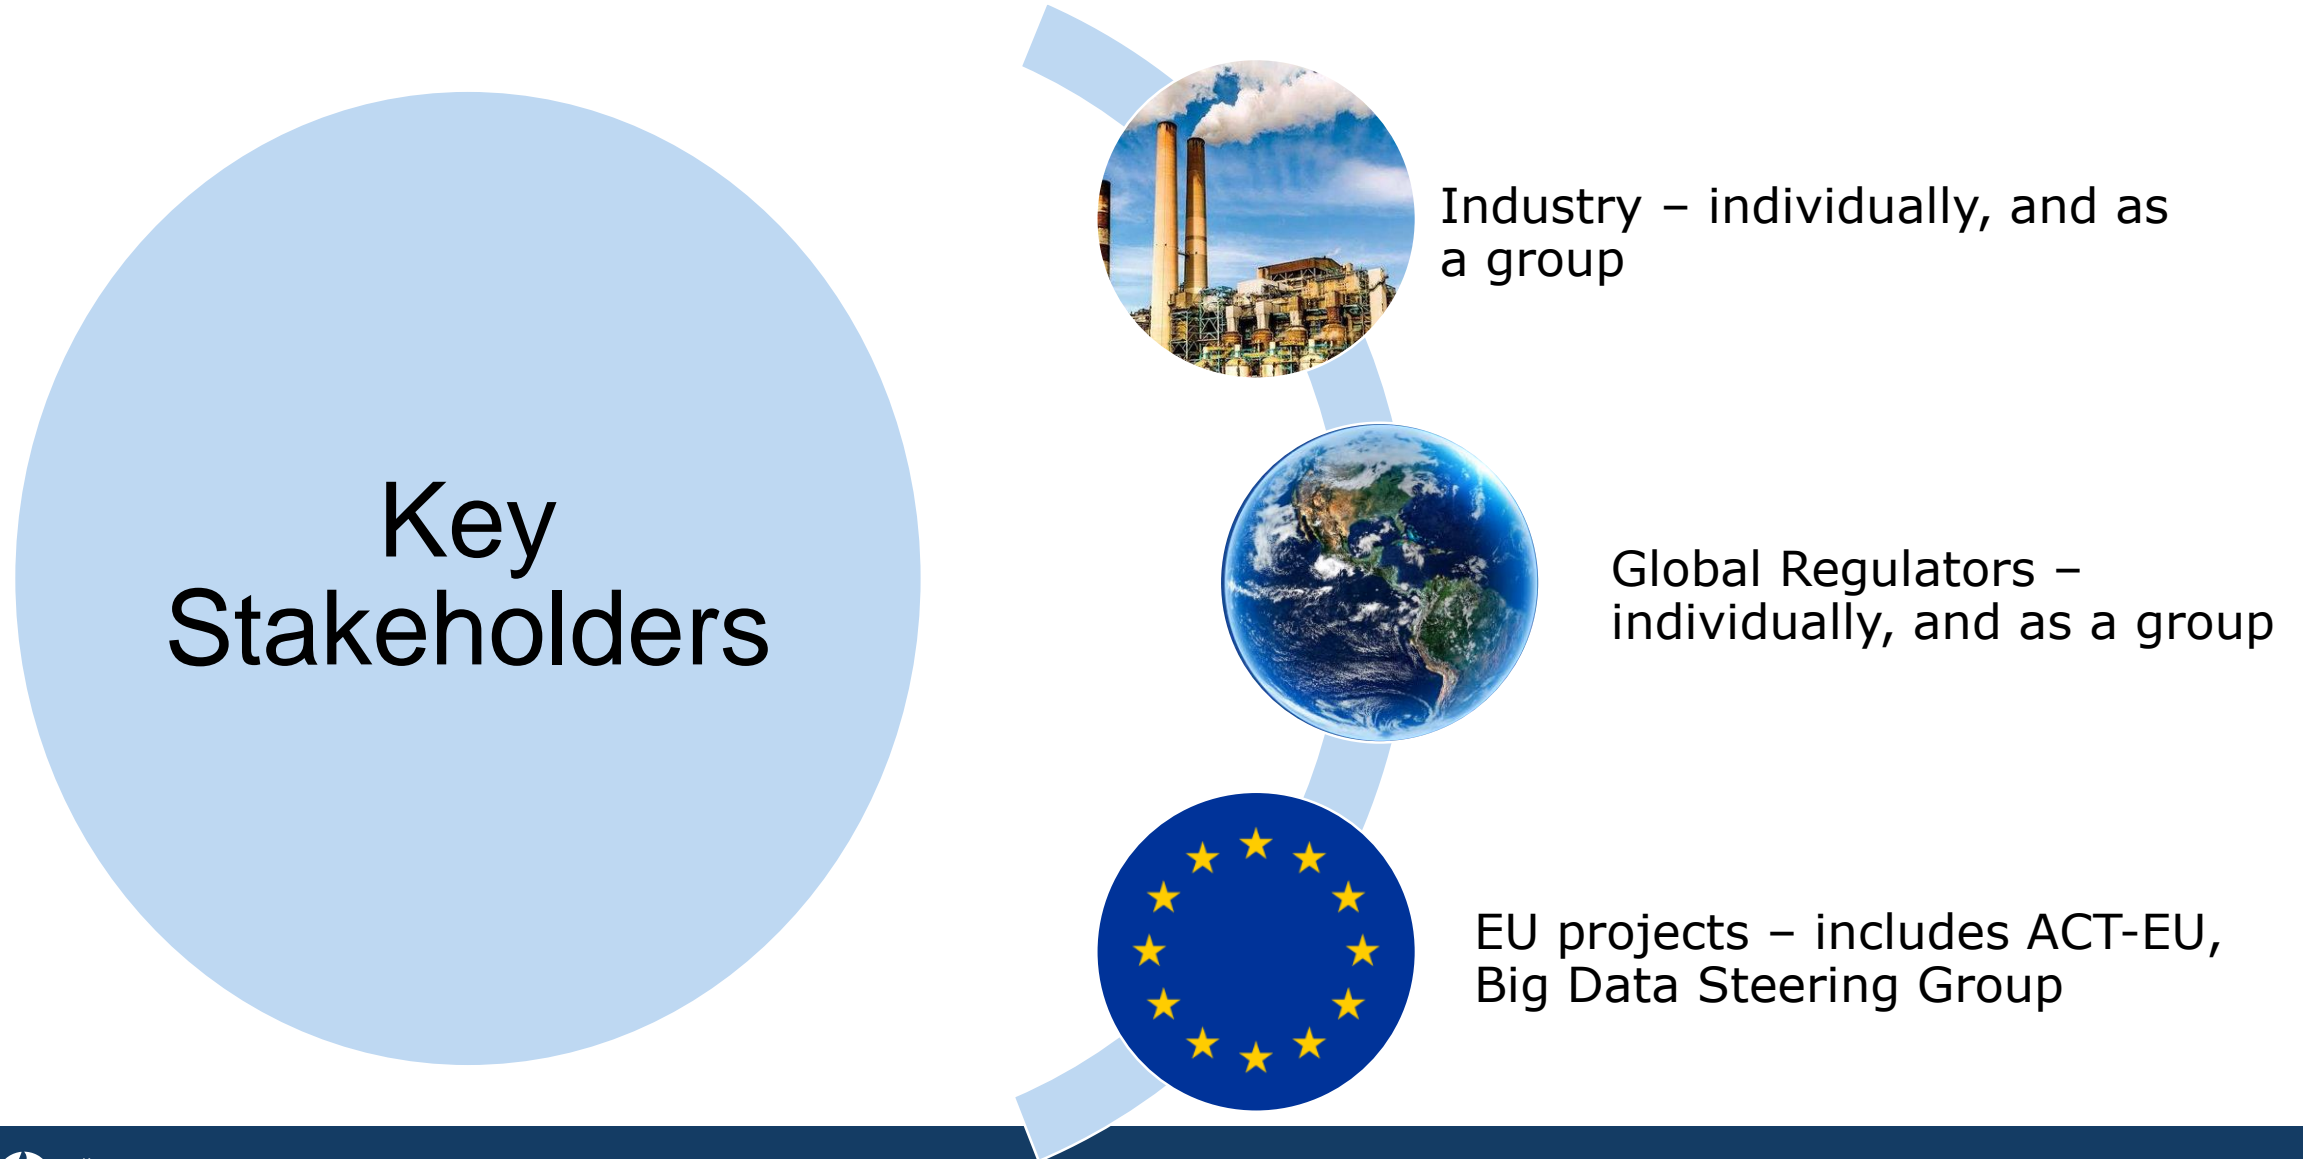 Key
Stakeholders
Industry – individually, and as
a group
Global Regulators –
individually, and as a group
EU projects – includes ACT-EU,
Big Data Steering Group